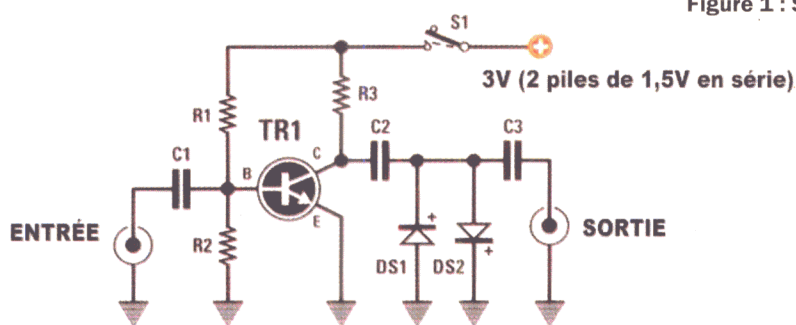 Figure 1 : S
S1
3V (2 piles de 1,5V en série)
R1
R3
TR1
C2
C3
C1
B
C
E
ENTRÉE
R2
+
DS1
DS2
+
SORTIE